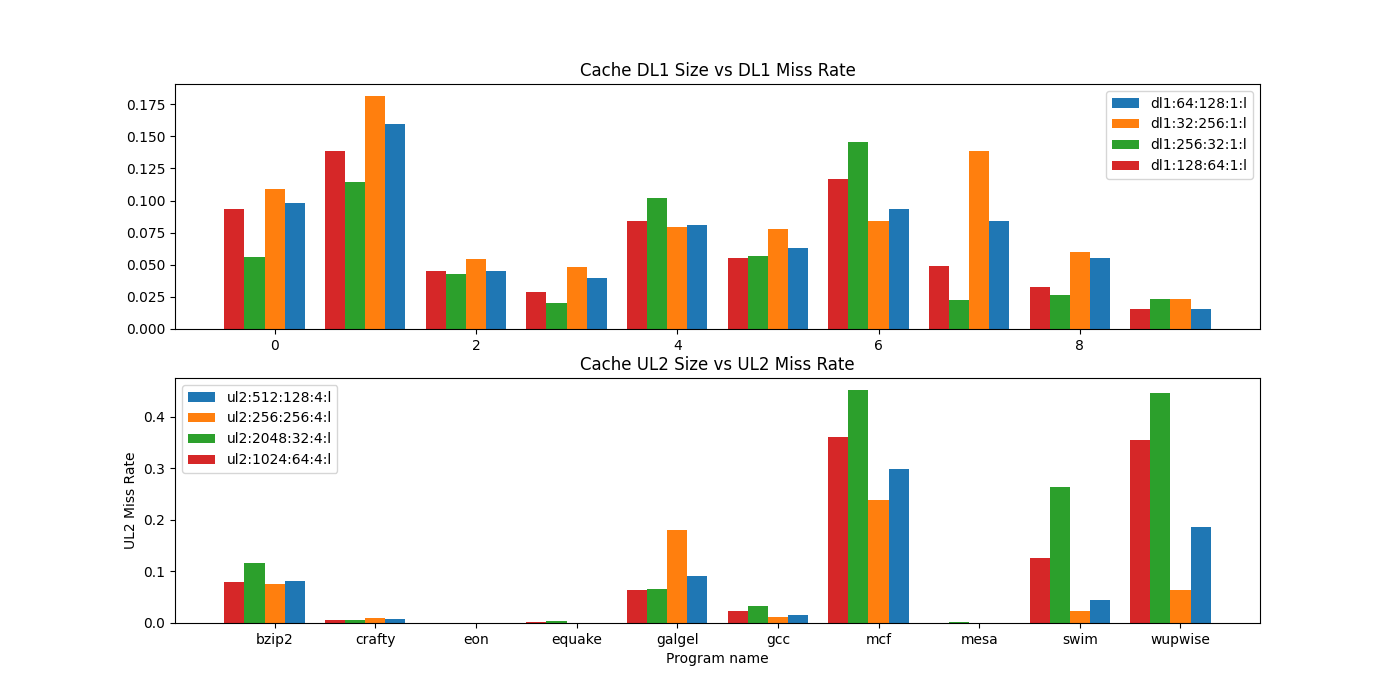 Cache DL1 Size vs DL1 Miss Rate
0.175
0.150
0.125
0.100
0.075
0.050
0.025
0.000
dl1:64:128:1:l
dl1:32:256:1:l
dl1:256:32:1:l
dl1:128:64:1:l
0 2 4 6 8
Cache UL2 Size vs UL2 Miss Rate
UL2 Miss Rate
0.4
0.3
0.2
0.1
0.0
ul2:512:128:4:l
ul2:256:256:4:l
ul2:2048:32:4:l
ul2:1024:64:4:l
bzip2 crafty eon equake galgel gcc mcf mesa swim wupwise
Program name